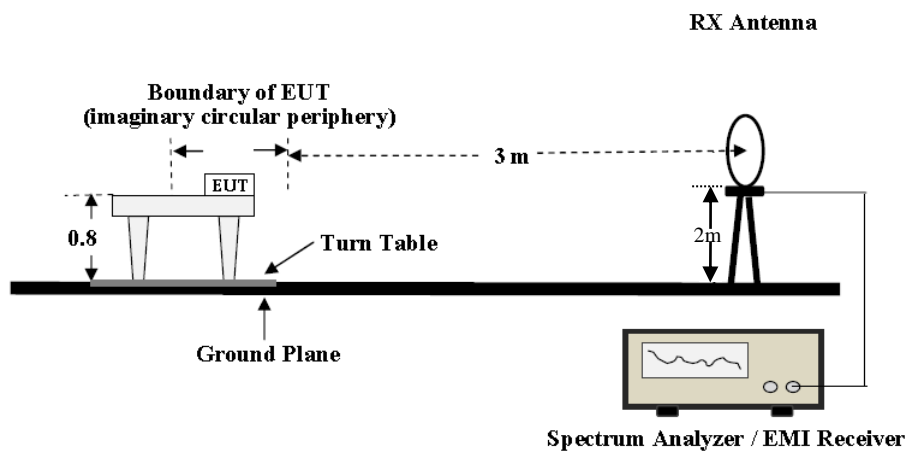 RX Antenna
Boundary of EUT
(imaginary circular periphery)
3 m
EUT
0.8
2m
Turn Table
Ground Plane
Spectrum Analyzer / EMI Receiver